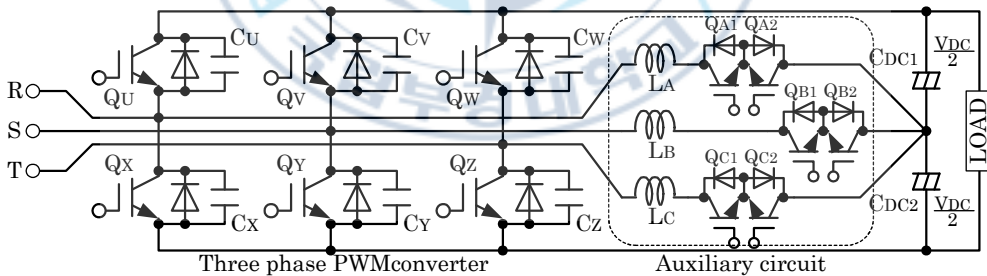 QU
CU
QV
CV
QW
CW
QA1 QA2
LA
CDC1
VDC
2
R
S
T
QB1 QB2
LB
LOAD
QX
CX
QY
CY
QZ
CZ
QC1 QC2
LC
CDC2
VDC
2
Three phase PWMconverter
Auxiliary circuit